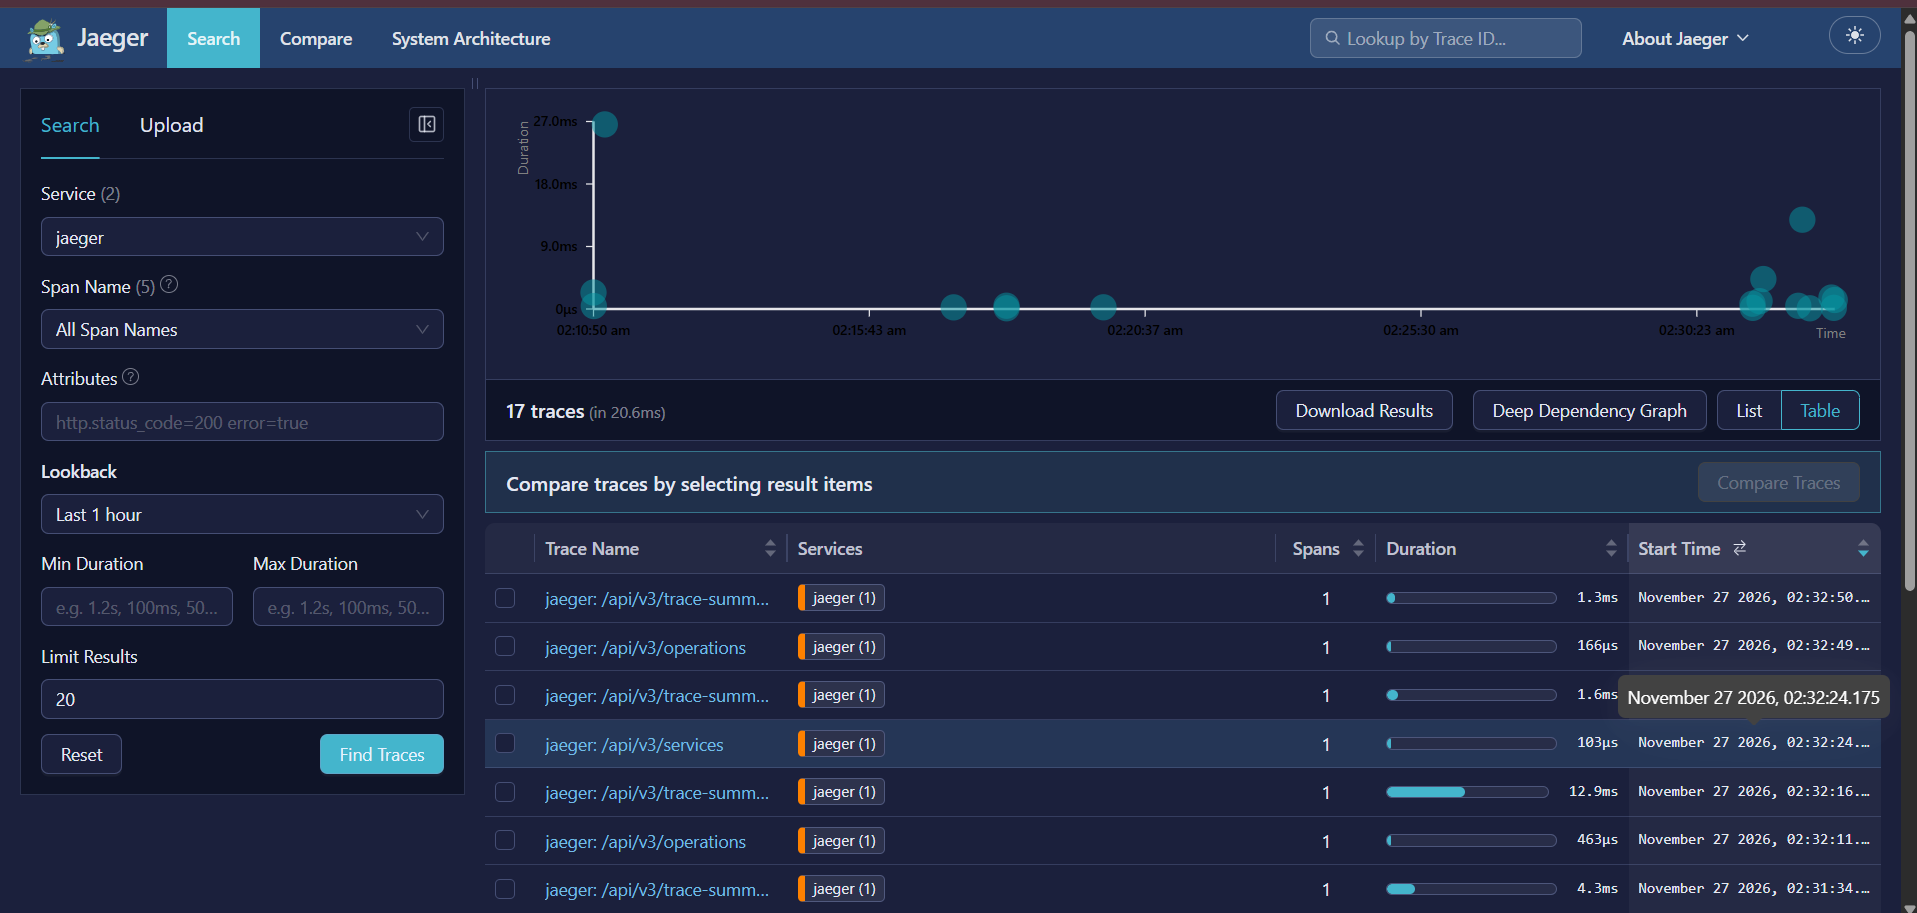 Jaeger
Search
Compare
System Architecture
Lookup by Trace ID...
About Jaeger
Search
Upload
Service (2)
jaeger
Span Name (5)
All Span Names
Attributes
http.status_code=200 error=true
Lookback
Last 1 hour
Min Duration
Max Duration
e.g. 1.2s, 100ms, 50...
e.g. 1.2s, 100ms, 50...
Limit Results
20
Reset
Find Traces
Duration
27.0ms
18.0ms
9.0ms
0µs
02:10:50 am
02:15:43 am
02:20:37 am
02:25:30 am
02:30:23 am
Time
17 traces (in 20.6ms)
Download Results
Deep Dependency Graph
List
Table
Compare traces by selecting result items
Compare Traces
Trace Name Services Spans Duration Start Time
jaeger: /api/v3/trace-summ... jaeger (1) 1 1.3ms November 27 2026, 02:32:50.…
jaeger: /api/v3/operations jaeger (1) 1 166µs November 27 2026, 02:32:49.…
jaeger: /api/v3/trace-summ... jaeger (1) 1 1.6ms
November 27 2026, 02:32:24.175
jaeger: /api/v3/services jaeger (1) 1 103µs November 27 2026, 02:32:24.…
jaeger: /api/v3/trace-summ... jaeger (1) 1 12.9ms November 27 2026, 02:32:16.…
jaeger: /api/v3/operations jaeger (1) 1 463µs November 27 2026, 02:32:11.…
jaeger: /api/v3/trace-summ... jaeger (1) 1 4.3ms November 27 2026, 02:31:34.…